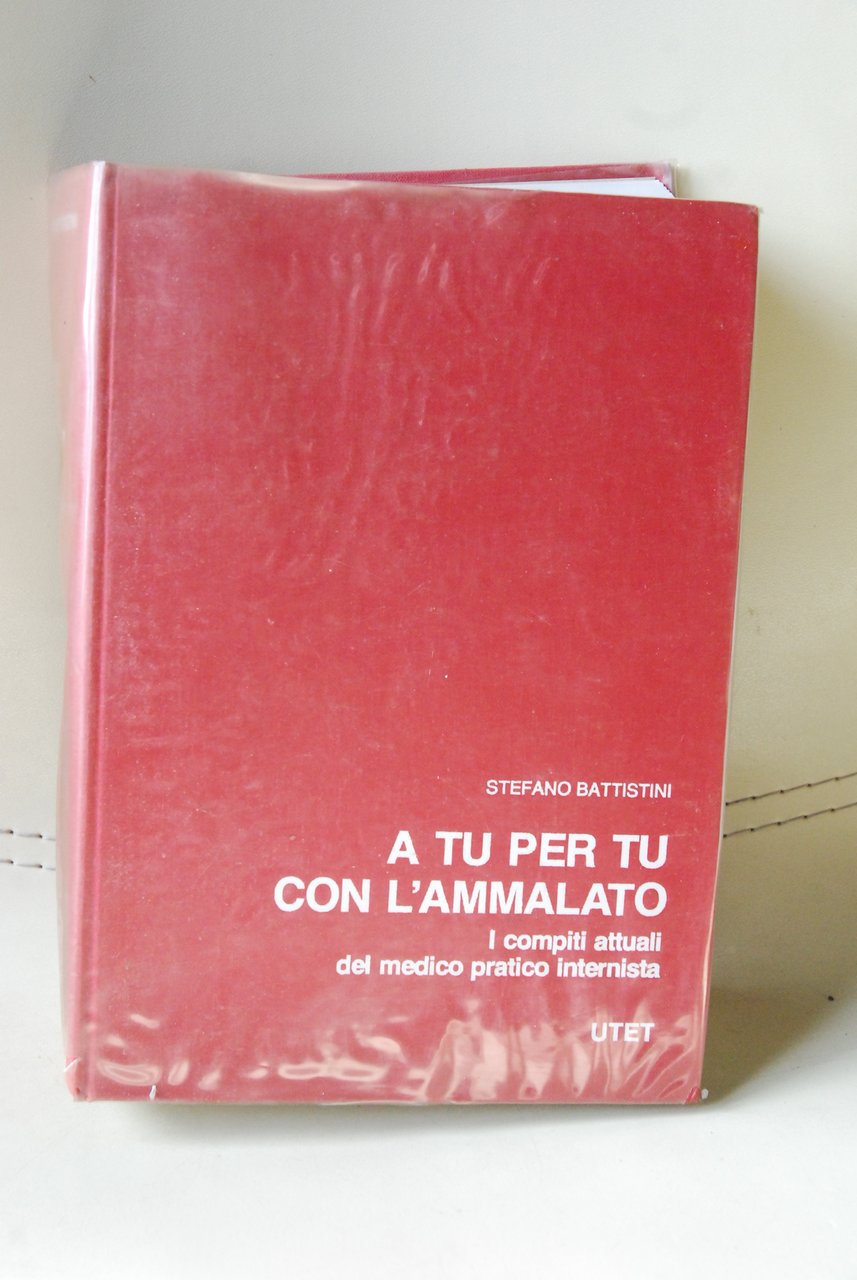 STEFANO BATTISTINI
A TU PER TU
CON L'AMMALATO
I compiti attuali
del medico pratico internista
UTET